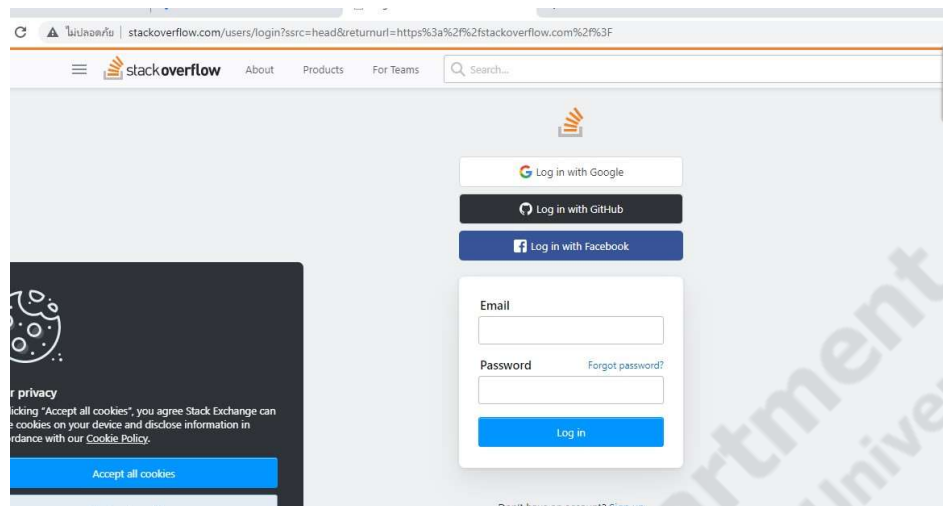 ไม่ปลอดภัย | stackoverflow.com/users/login?ssrc=head&returnurl=https%3a%2f%2fstackoverflow.com%2f%3F
stackoverflow About Products For Teams Search...
Log in with Google
Log in with GitHub
Log in with Facebook
Email
Password Forgot password?
Log in
r privacy
licking "Accept all cookies", you agree Stack Exchange can
e cookies on your device and disclose information in
ordance with our Cookie Policy.
Accept all cookies
artment
Unive